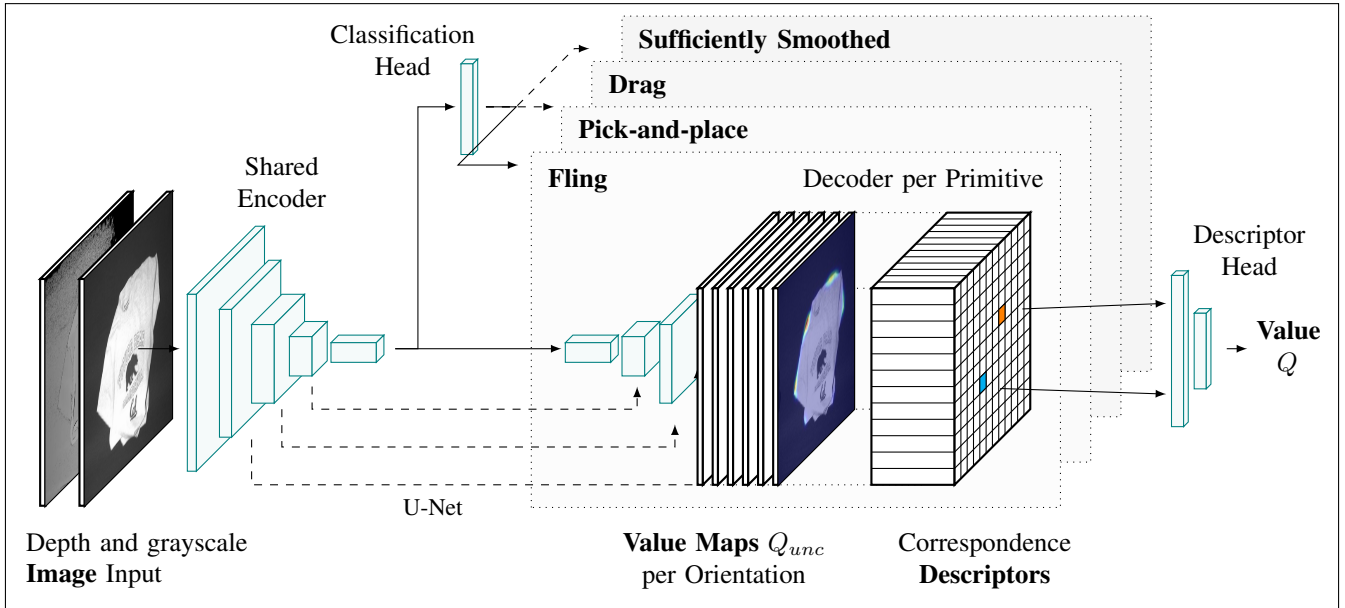 Classification
Head
Sufficiently Smoothed
Drag
Pick-and-place
Fling
Decoder per Primitive
Shared
Encoder
Descriptor
Head
Value
Q
U-Net
Depth and grayscale
Image Input
Value Maps Qunc
per Orientation
Correspondence
Descriptors